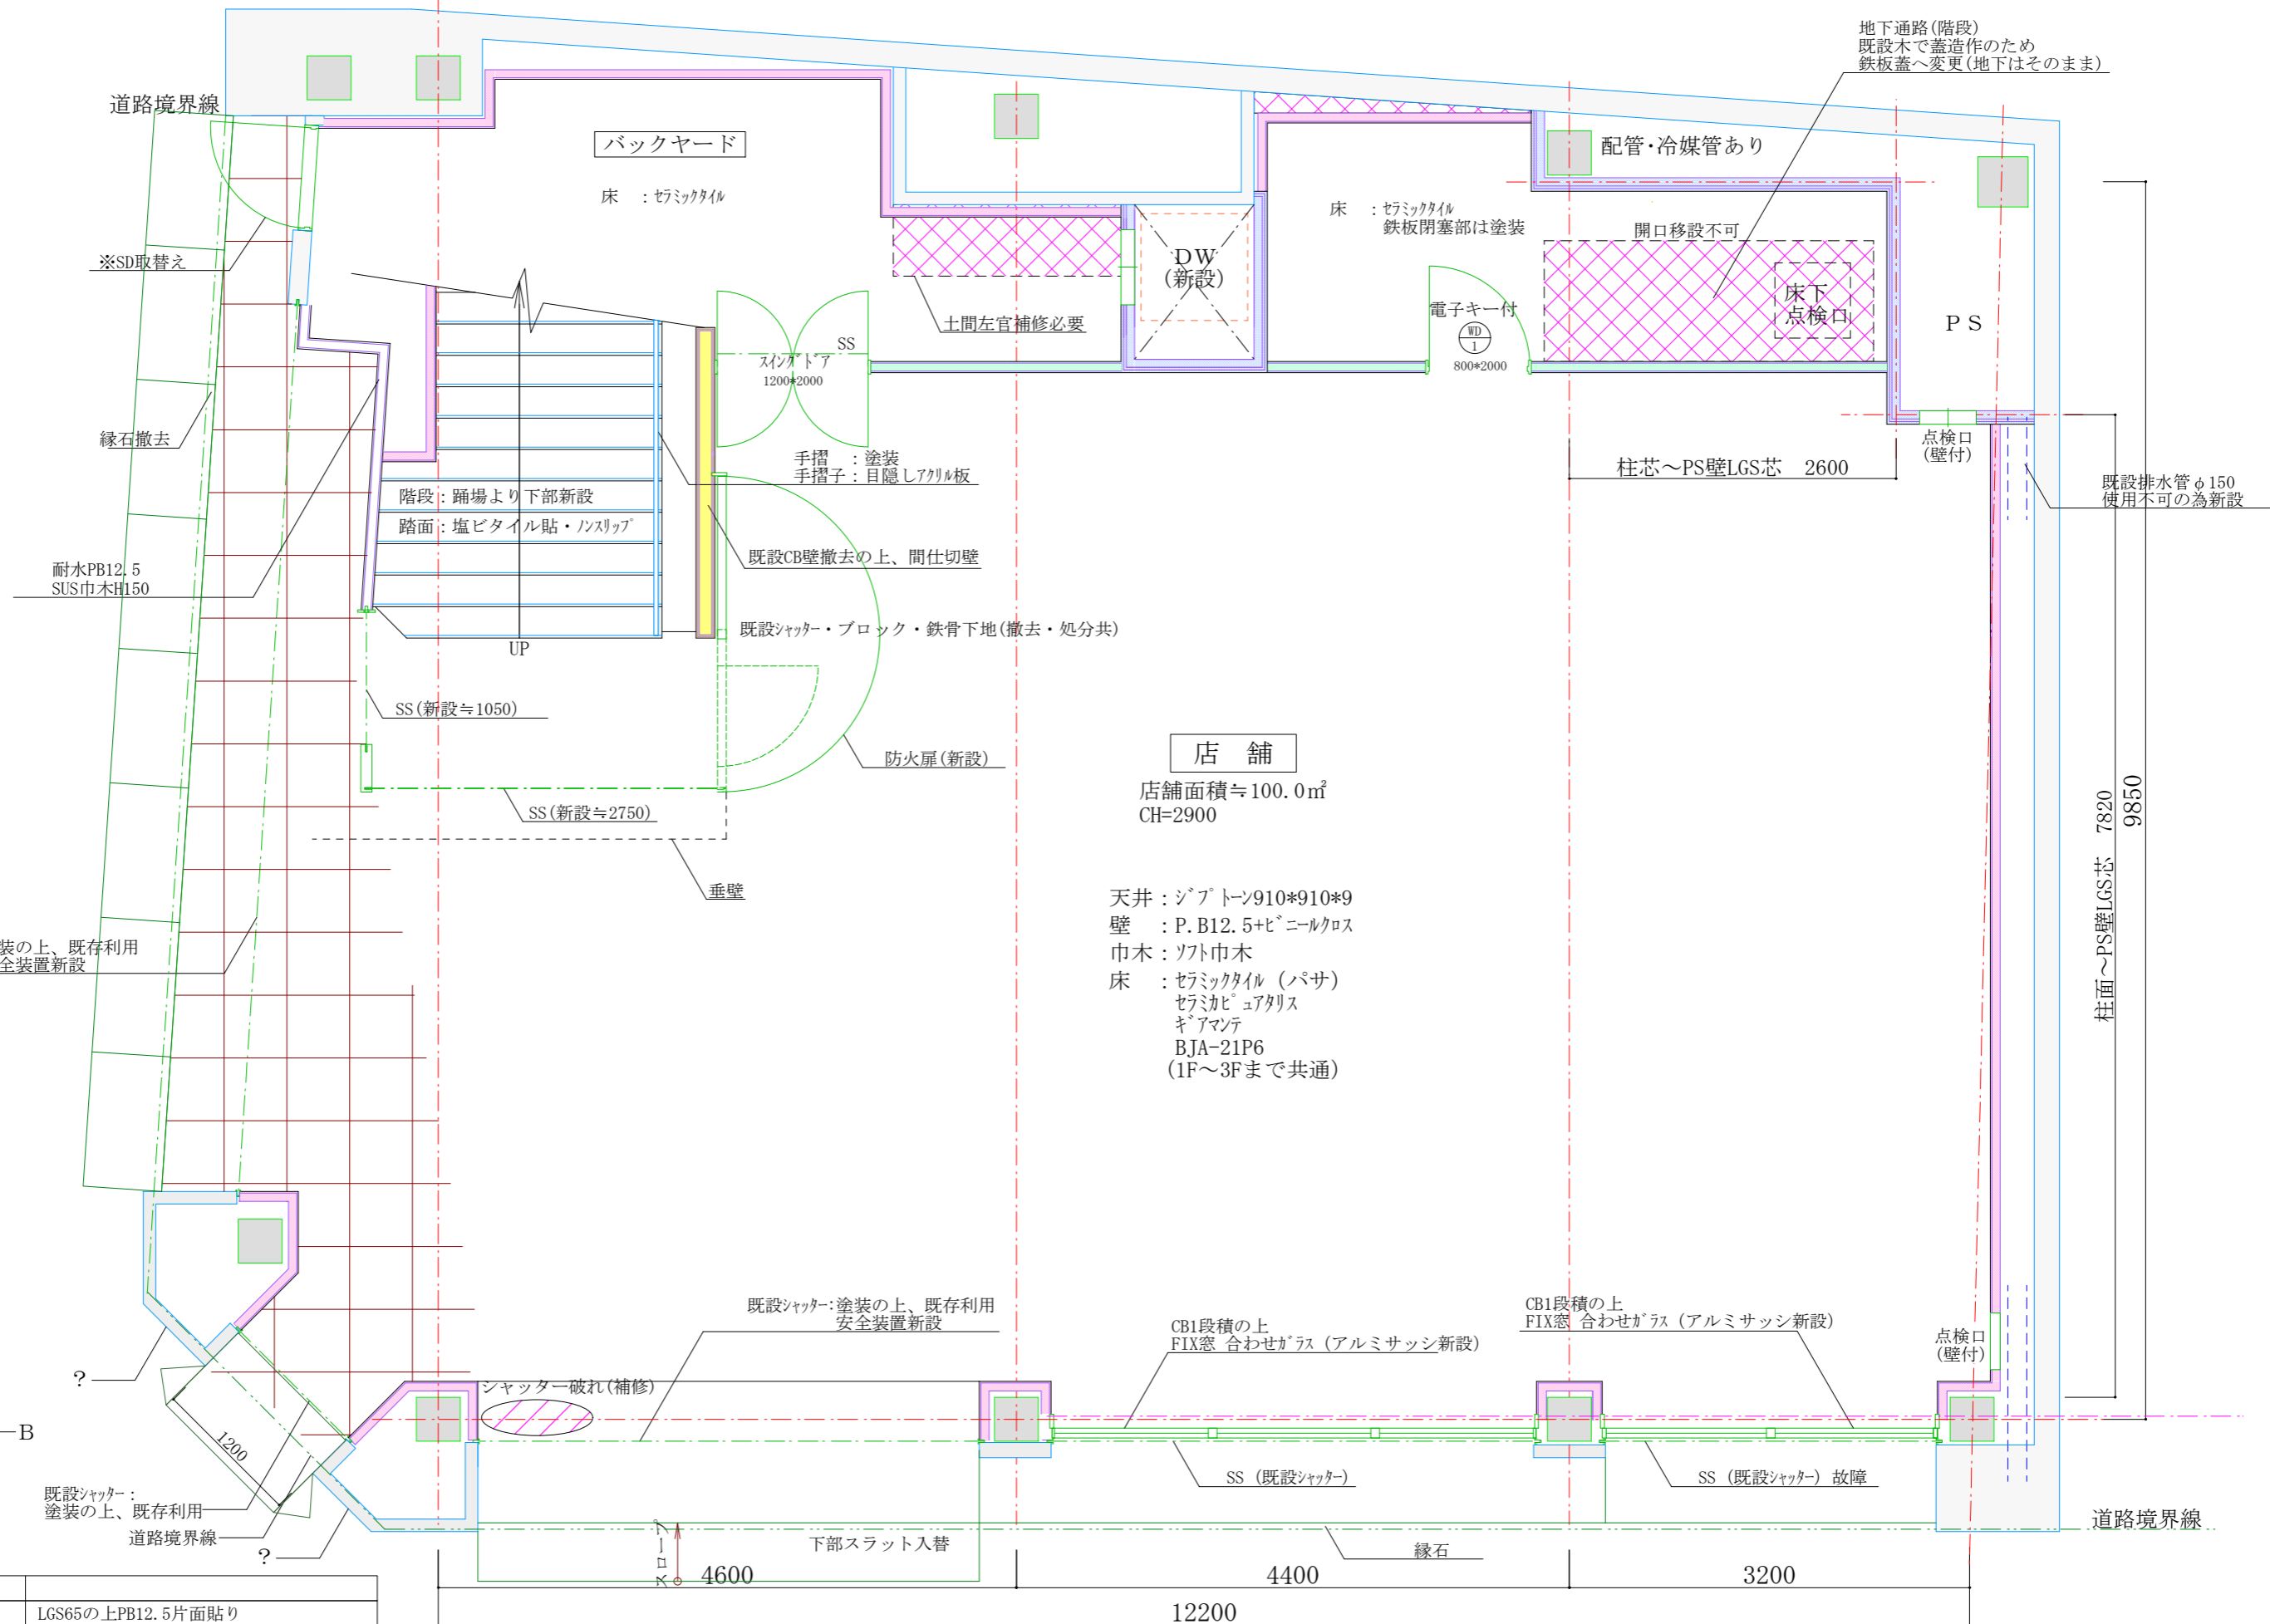 地下通路(階段)
既設木で蓋造作のため
鉄板蓋へ変更(地下はそのまま)
道路境界線
バックヤード
配管・冷媒管あり
床　：セラミックタイル
床　：セラミックタイル
鉄板閉塞部は塗装
開口移設不可
※SD取替え
DW
(新設)
床下
点検口
電子キー付
WD
1
800*2000
PS
土間左官補修必要
SS
スイングドア
1200*2000
縁石撤去
点検口
(壁付)
手摺　：塗装
手摺子：目隠しアクリル板
柱芯～PS壁LGS芯　2600
既設排水管φ150
使用不可の為新設
階段：踊場より下部新設
踏面：塩ビタイル貼・ノンスリップ
既設CB壁撤去の上、間仕切壁
耐水PB12.5
SUS巾木H150
既設シャッター・ブロック・鉄骨下地(撤去・処分共)
UP
SS(新設≒1050)
防火扉(新設)
店　舗
店舗面積≒100.0㎡
CH=2900
SS(新設≒2750)
柱面～PS壁LGS芯　7820
9850
垂壁
天井：ジプトーン910*910*9
壁　：P.B12.5+ビニールクロス
巾木：ソフト巾木
床　：セラミックタイル（パサ）
セラミカピュアタリス
ギアマンテ
BJA-21P6
(1F～3Fまで共通)
装の上、既存利用
全装置新設
既設シャッター：塗装の上、既存利用
安全装置新設
CB1段積の上
FIX窓 合わせガラス（アルミサッシ新設）
CB1段積の上
FIX窓 合わせガラス（アルミサッシ新設）
点検口
(壁付)
?
シャッター破れ(補修)
B
1200
SS（既設シャッター）
SS（既設シャッター）故障
既設シャッター：
塗装の上、既存利用
道路境界線
道路境界線
?
スロープ
下部スラット入替
縁石
4600
4400
3200
12200
LGS65の上PB12.5片面貼り